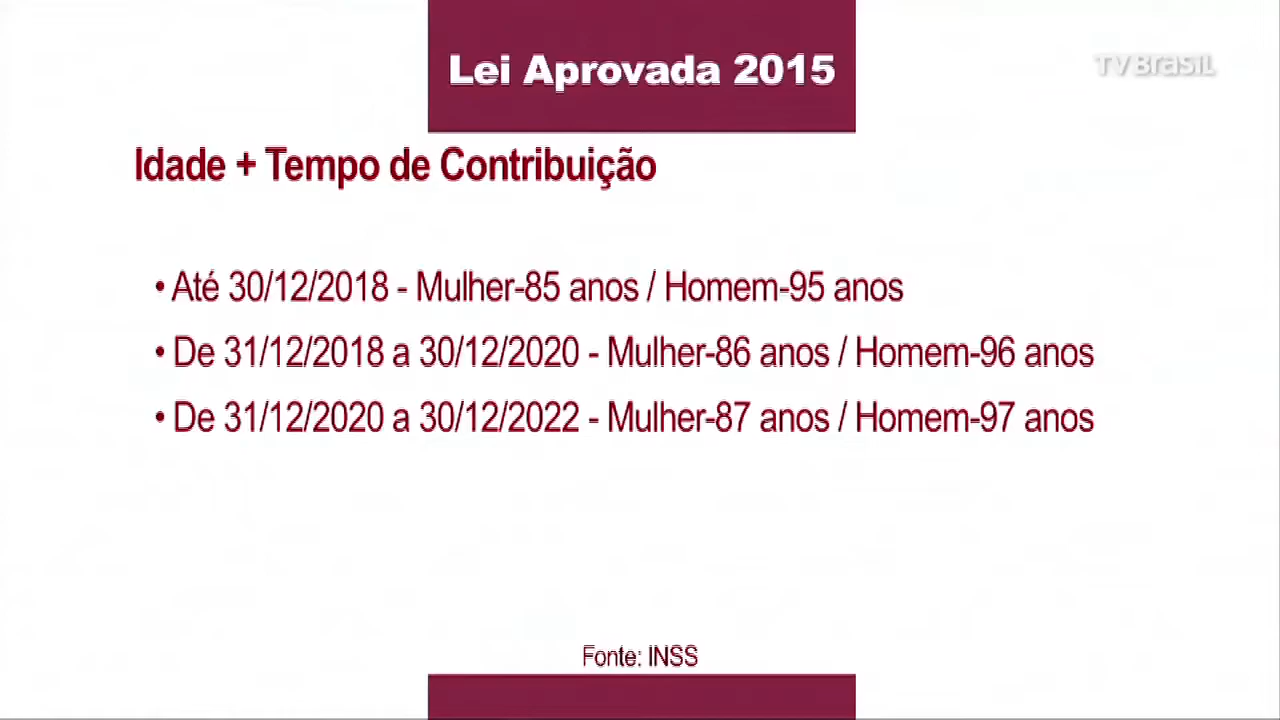 Lei Aprovada 2015
TVBrasiL
Idade + Tempo de Contribuição
• Até 30/12/2018 - Mulher-85 anos / Homem-95 anos
• De 31/12/2018 a 30/12/2020 - Mulher-86 anos / Homem-96 anos
• De 31/12/2020 a 30/12/2022 - Mulher-87 anos / Homem-97 anos
Fonte: INSS